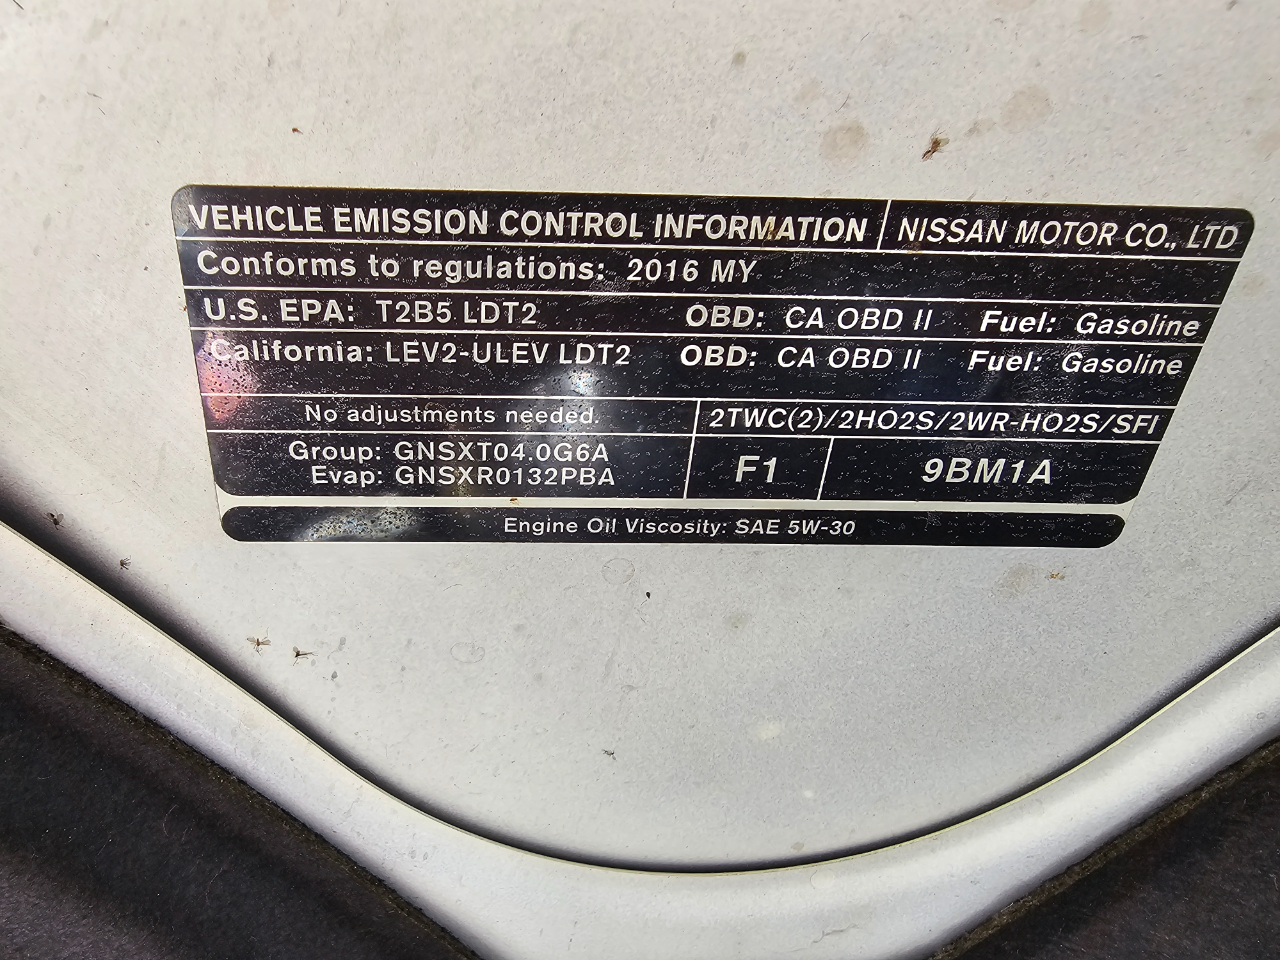 VEHICLE EMISSION CONTROL INFORMATION NISSAN MOTOR CO., LTD
Conforms to regulations: 2016 MY
U.S. EPA: T2B5 LDT2 OBD: CA OBD II Fuel: Gasoline
California: LEV2-ULEV LDT2 OBD: CA OBD II Fuel: Gasoline
No adjustments needed. 2TWC(2)/2HO2S/2WR-HO2S/SFI
Group: GNSXT04.0G6A
Evap: GNSXR0132PBA
F1 9BM1A
Engine Oil Viscosity: SAE 5W-30